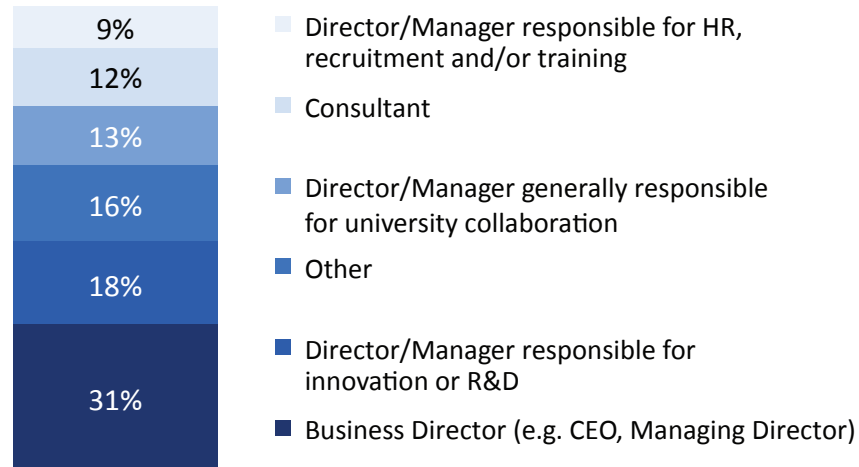 9%
Director/Manager responsible for HR,
recruitment and/or training
12%
Consultant
13%
Director/Manager generally responsible
for university collaboration
16%
Other
18%
Director/Manager responsible for
innovation or R&D
31%
Business Director (e.g. CEO, Managing Director)